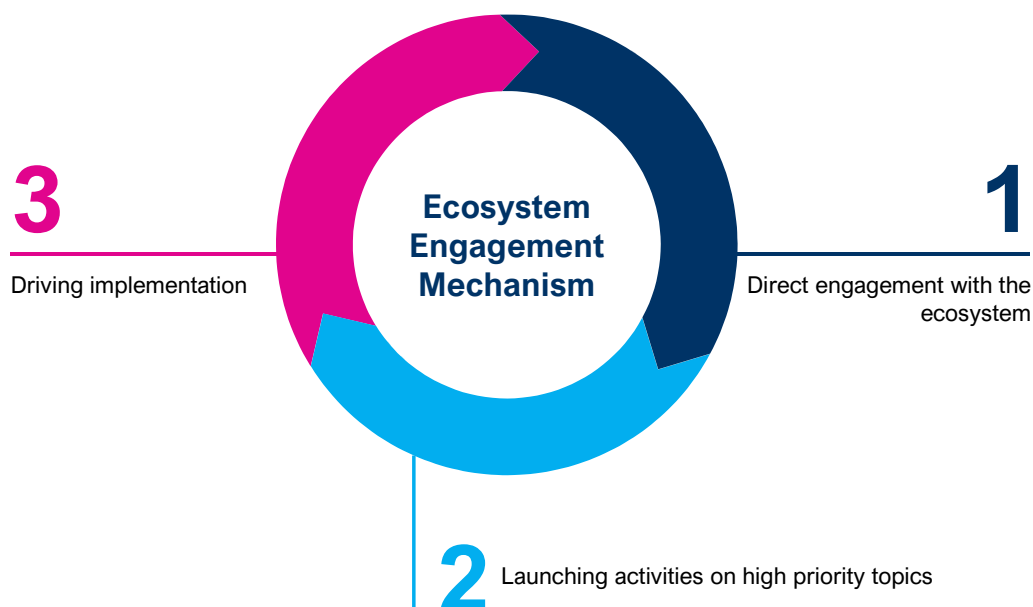 Ecosystem
Engagement
Mechanism
1
Direct engagement with the
ecosystem
2
Launching activities on high priority topics
3
Driving implementation